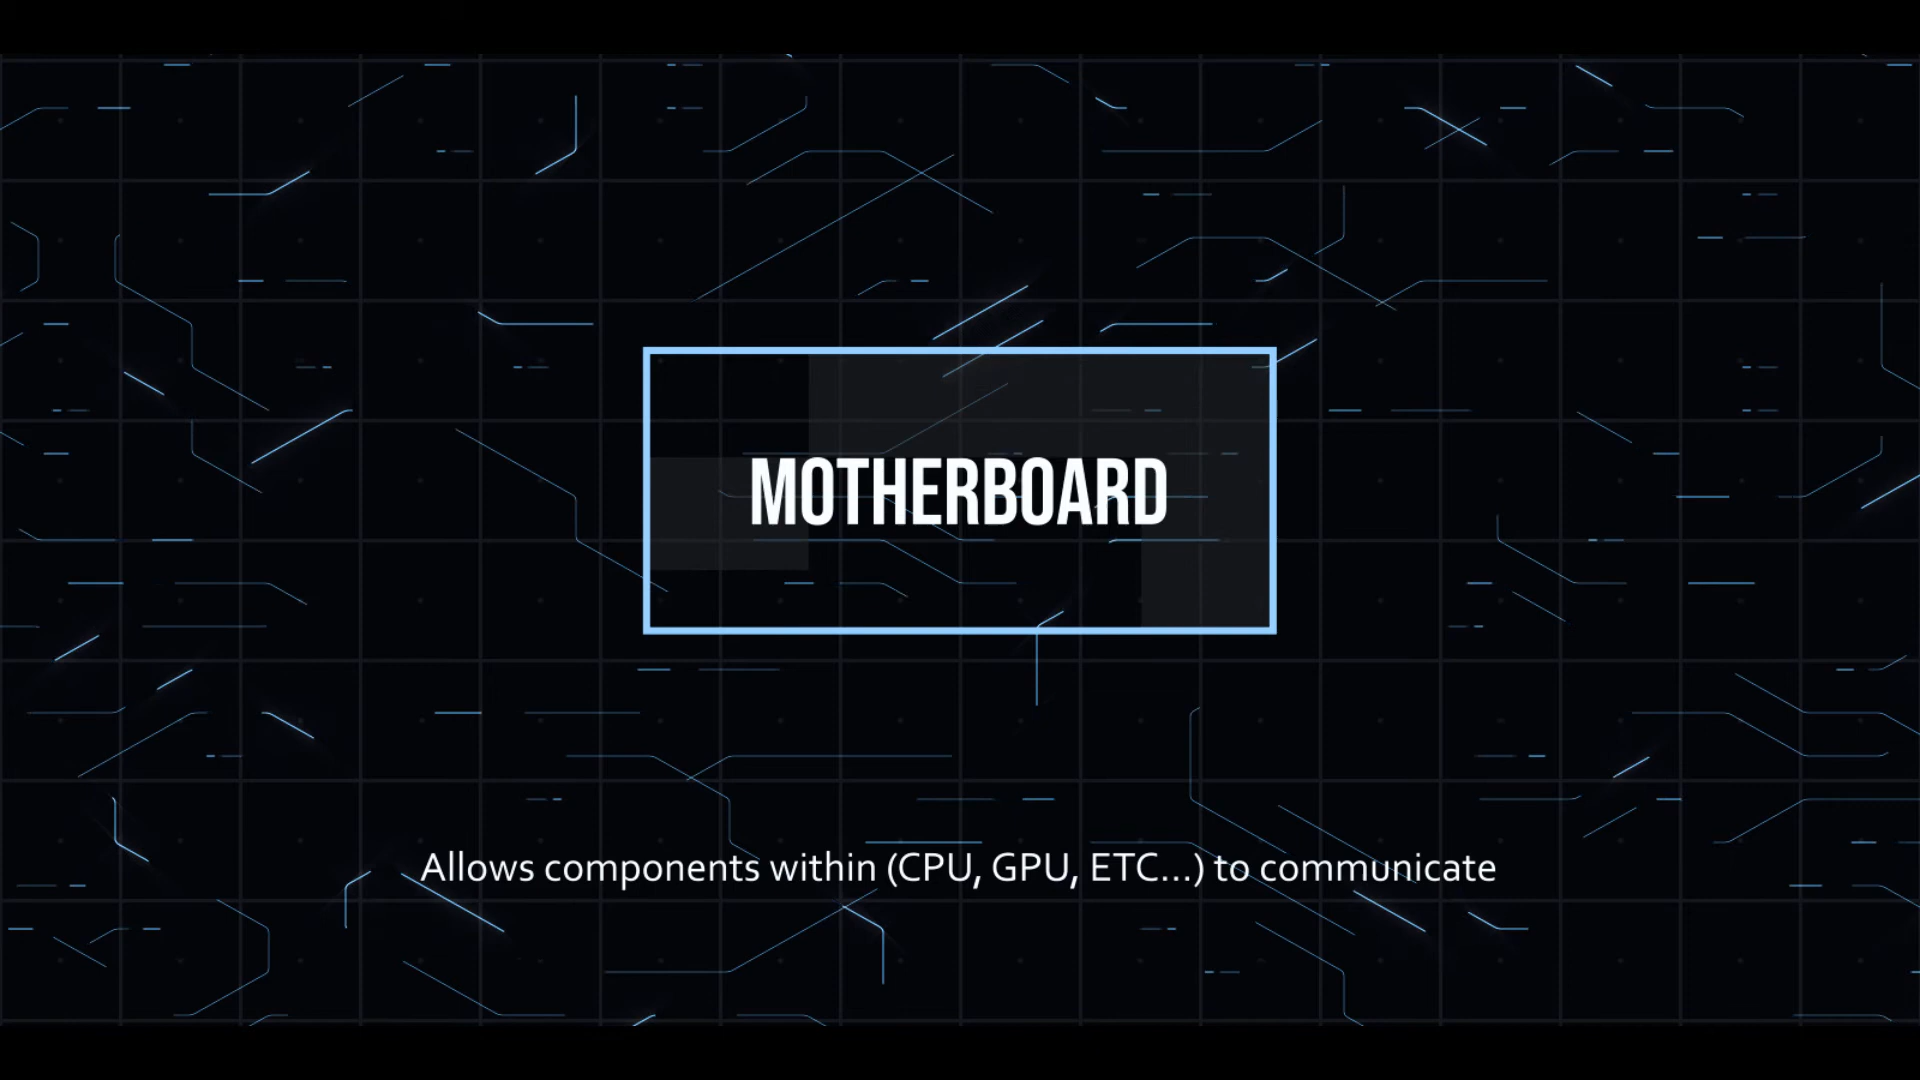 MOTHERBOARD
Allows components within (CPU, GPU, ETC...) to communicate